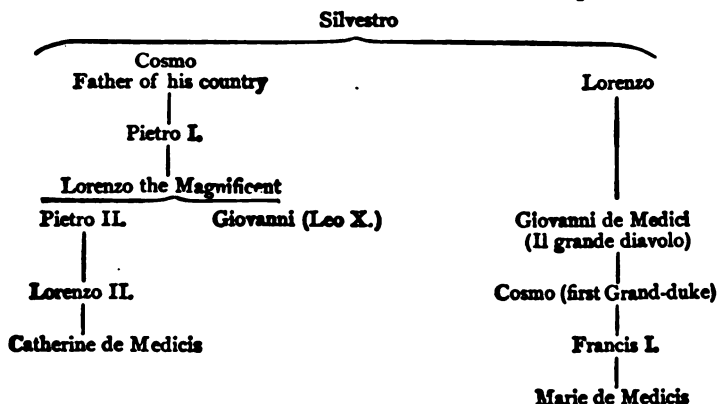 Silvestro
Cosmo
Father of his country
Lorenzo
Pietro I.
Lorenzo the Magnificent
Pietro II.
Giovanni (Leo X.)
Giovanni de Medici
(Il grande diavolo)
Lorenzo II.
Cosmo (first Grand-duke)
Catherine de Medicis
Francis I.
Marie de Medicis